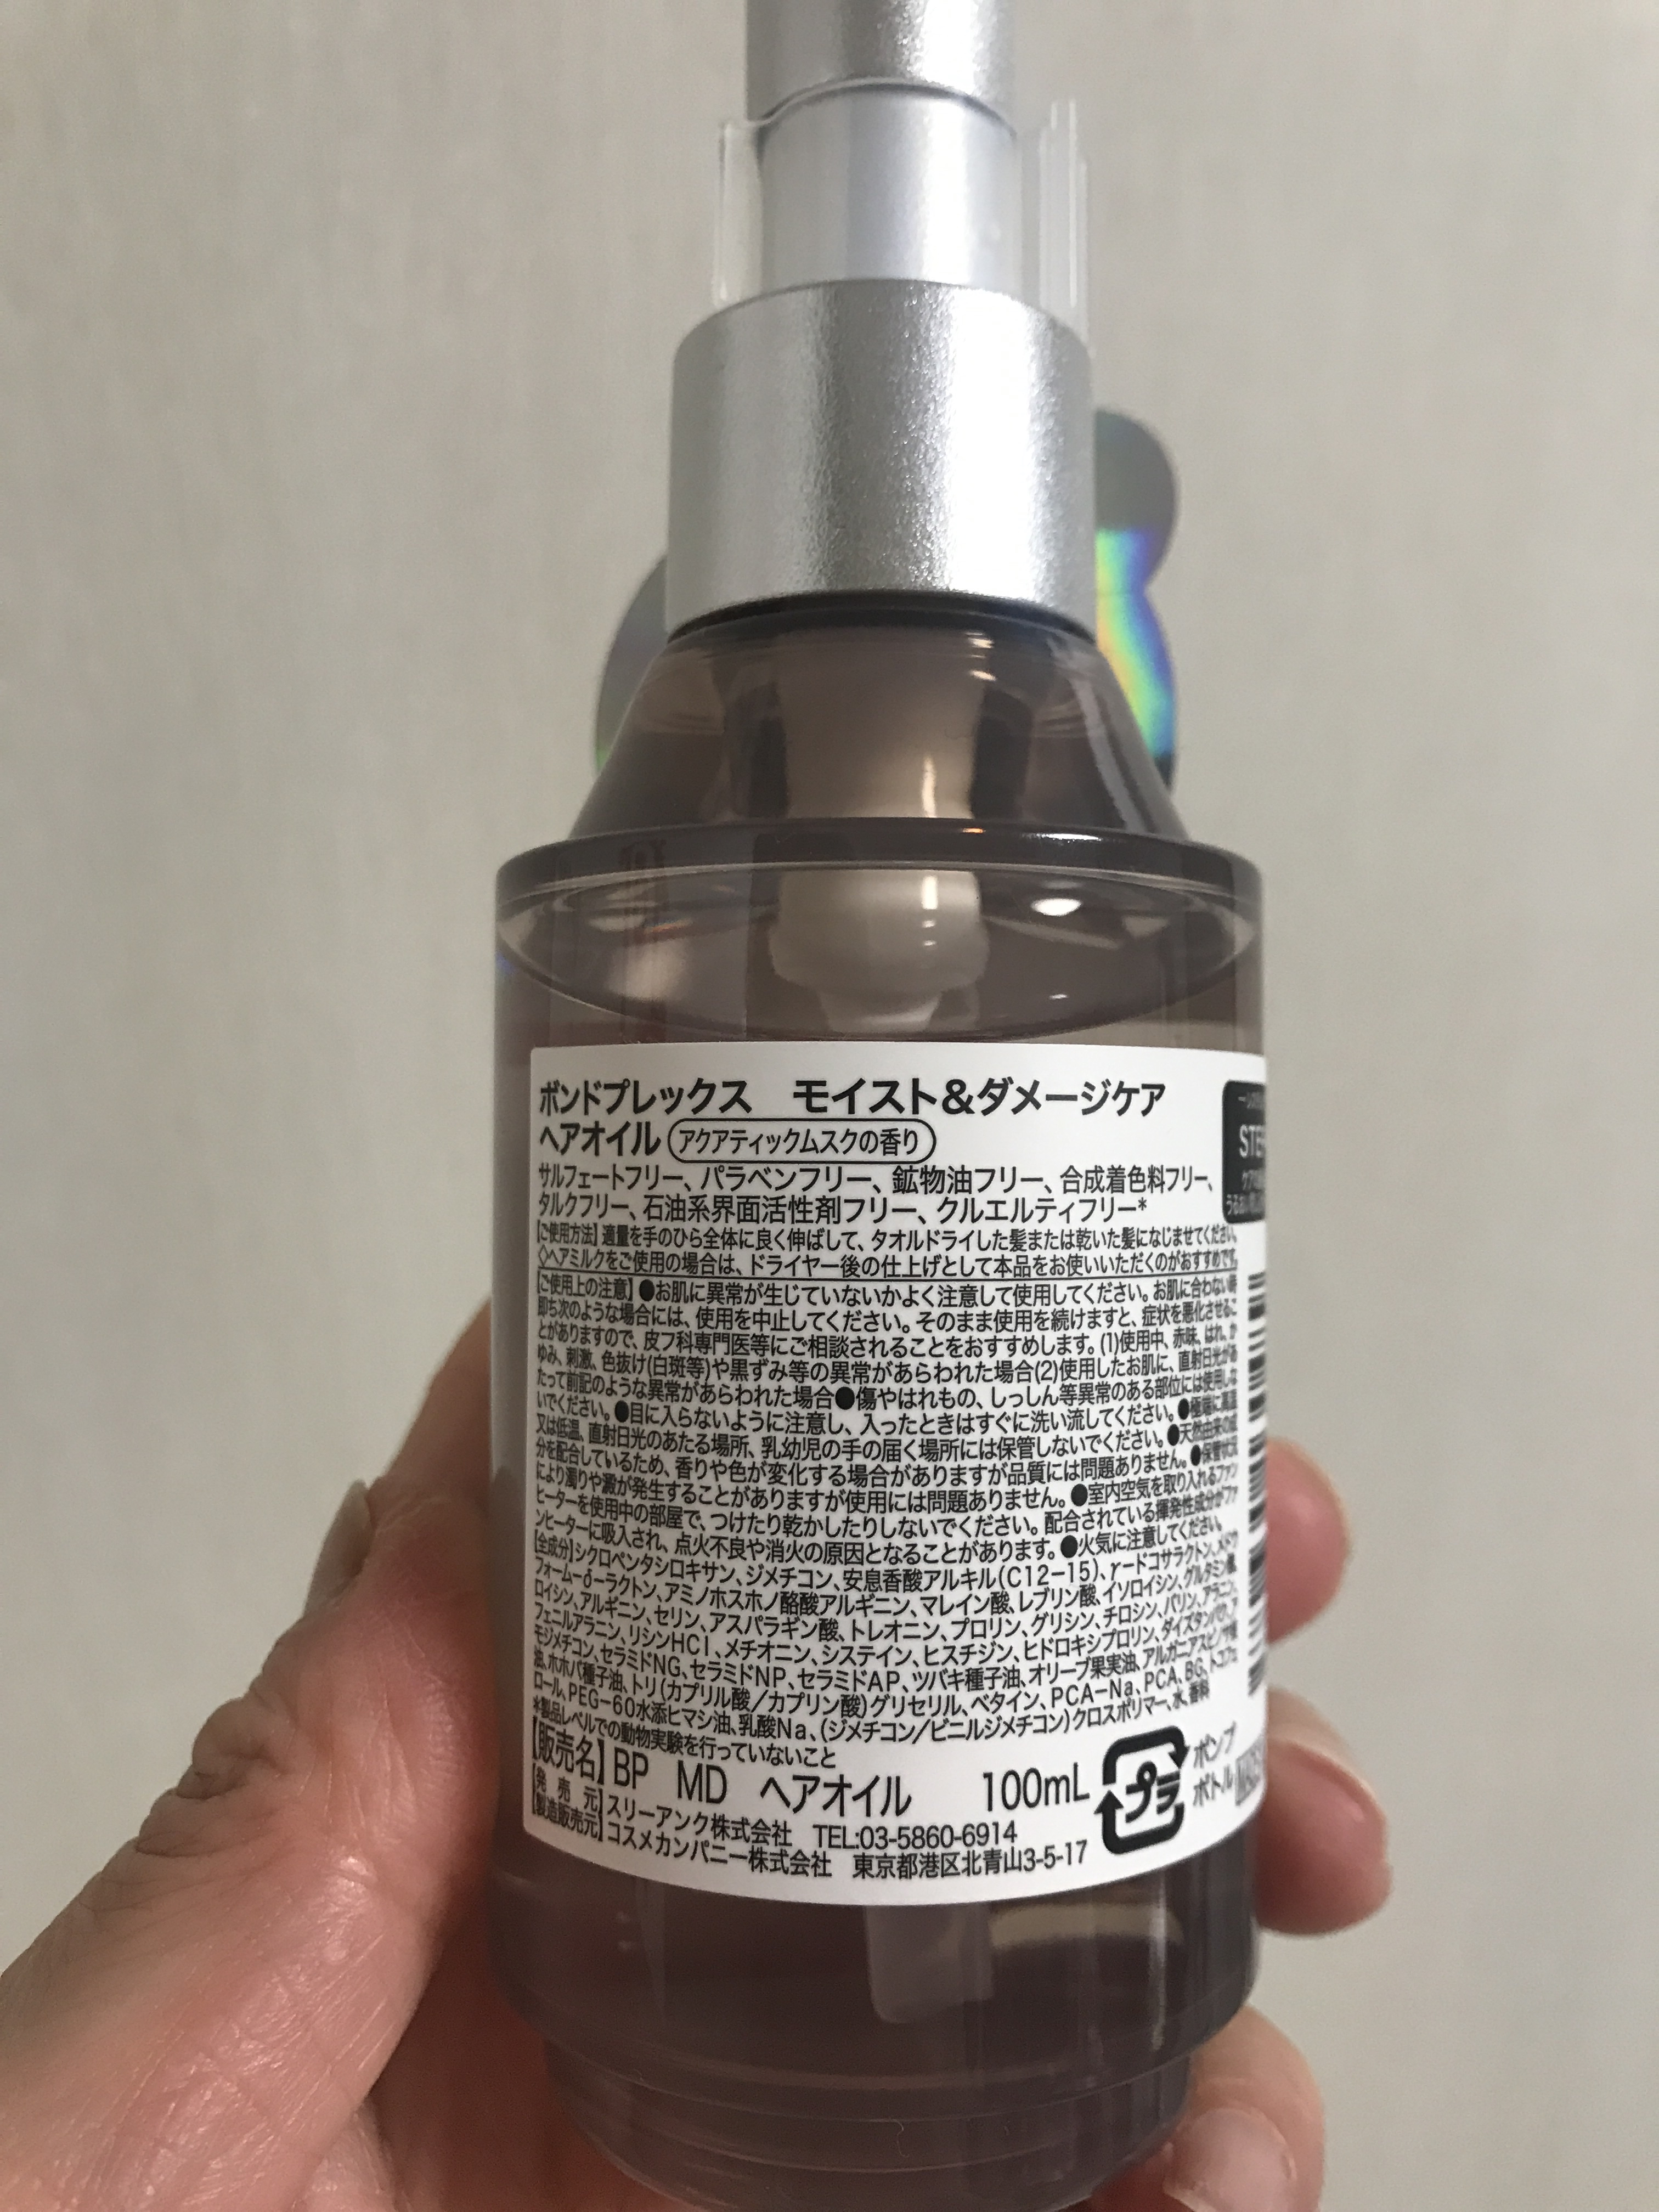 ボンドプレックス　モイスト&ダメージケア
ヘアオイル アクアティックムスクの香り
サルフェートフリー、パラベンフリー、鉱物油フリー、合成着色料フリー、
タルクフリー、石油系界面活性剤フリー、クルエルティフリー*
【ご使用方法】適量を手のひら全体に良く伸ばして、タオルドライした髪または乾いた髪になじませてください。
◇ヘアミルクをご使用の場合は、ドライヤー後の仕上げとして本品をお使いいただくのがおすすめです。
【ご使用上の注意】●お肌に異常が生じていないかよく注意して使用してください。お肌に合わない時
即ち次のような場合には、使用を中止してください。そのまま使用を続けますと、症状を悪化させるこ
とがありますので、皮フ科専門医等にご相談されることをおすすめします。(1)使用中、赤味、はれ、か
ゆみ、刺激、色抜け(白斑等)や黒ずみ等の異常があらわれた場合(2)使用したお肌に、直射日光があ
たって前記のような異常があらわれた場合●傷やはれもの、しっしん等異常のある部位には使用しな
いでください。●目に入らないように注意し、入ったときはすぐに洗い流してください。●極端に高温
又は低温、直射日光のあたる場所、乳幼児の手の届く場所には保管しないでください。●天然由来の成
分を配合しているため、香りや色が変化する場合がありますが品質には問題ありません。●保管状況
により濁りや澱が発生することがありますが使用には問題ありません。●室内空気を取り入れるファン
ヒーターを使用中の部屋で、つけたり乾かしたりしないでください。配合されている揮発性成分がファ
ンヒーターに吸入され、点火不良や消火の原因となることがあります。●火気に注意してください。
【全成分】シクロペンタシロキサン、ジメチコン、安息香酸アルキル(C12-15)、γ-ドコサラクトン、メドウ
フォーム-δ-ラクトン、アミノホスホノ酪酸アルギニン、マレイン酸、レブリン酸、イソロイシン、グルタミン酸、
ロイシン、アルギニン、セリン、アスパラギン酸、トレオニン、プロリン、グリシン、チロシン、バリン、アラニン、
フェニルアラニン、リシンHCl、メチオニン、システイン、ヒスチジン、ヒドロキシプロリン、ダイズタンパク、ア
モジメチコン、セラミドNG、セラミドNP、セラミドAP、ツバキ種子油、オリーブ果実油、アルガニアスピノサ核
油、ホホバ種子油、トリ(カプリル酸/カプリン酸)グリセリル、ベタイン、PCA-Na、PCA、BG、トコフェ
ロール、PEG-60水添ヒマシ油、乳酸Na、(ジメチコン/ビニルジメチコン)クロスポリマー、水、香料
*製品レベルでの動物実験を行っていないこと
【販売名】BP　MD　ヘアオイル　100mL
プラ
ポンプ
ボトル
【発売元】スリーアンク株式会社　TEL:03-5860-6914
【製造販売元】コスメカンパニー株式会社　東京都港区北青山3-5-17